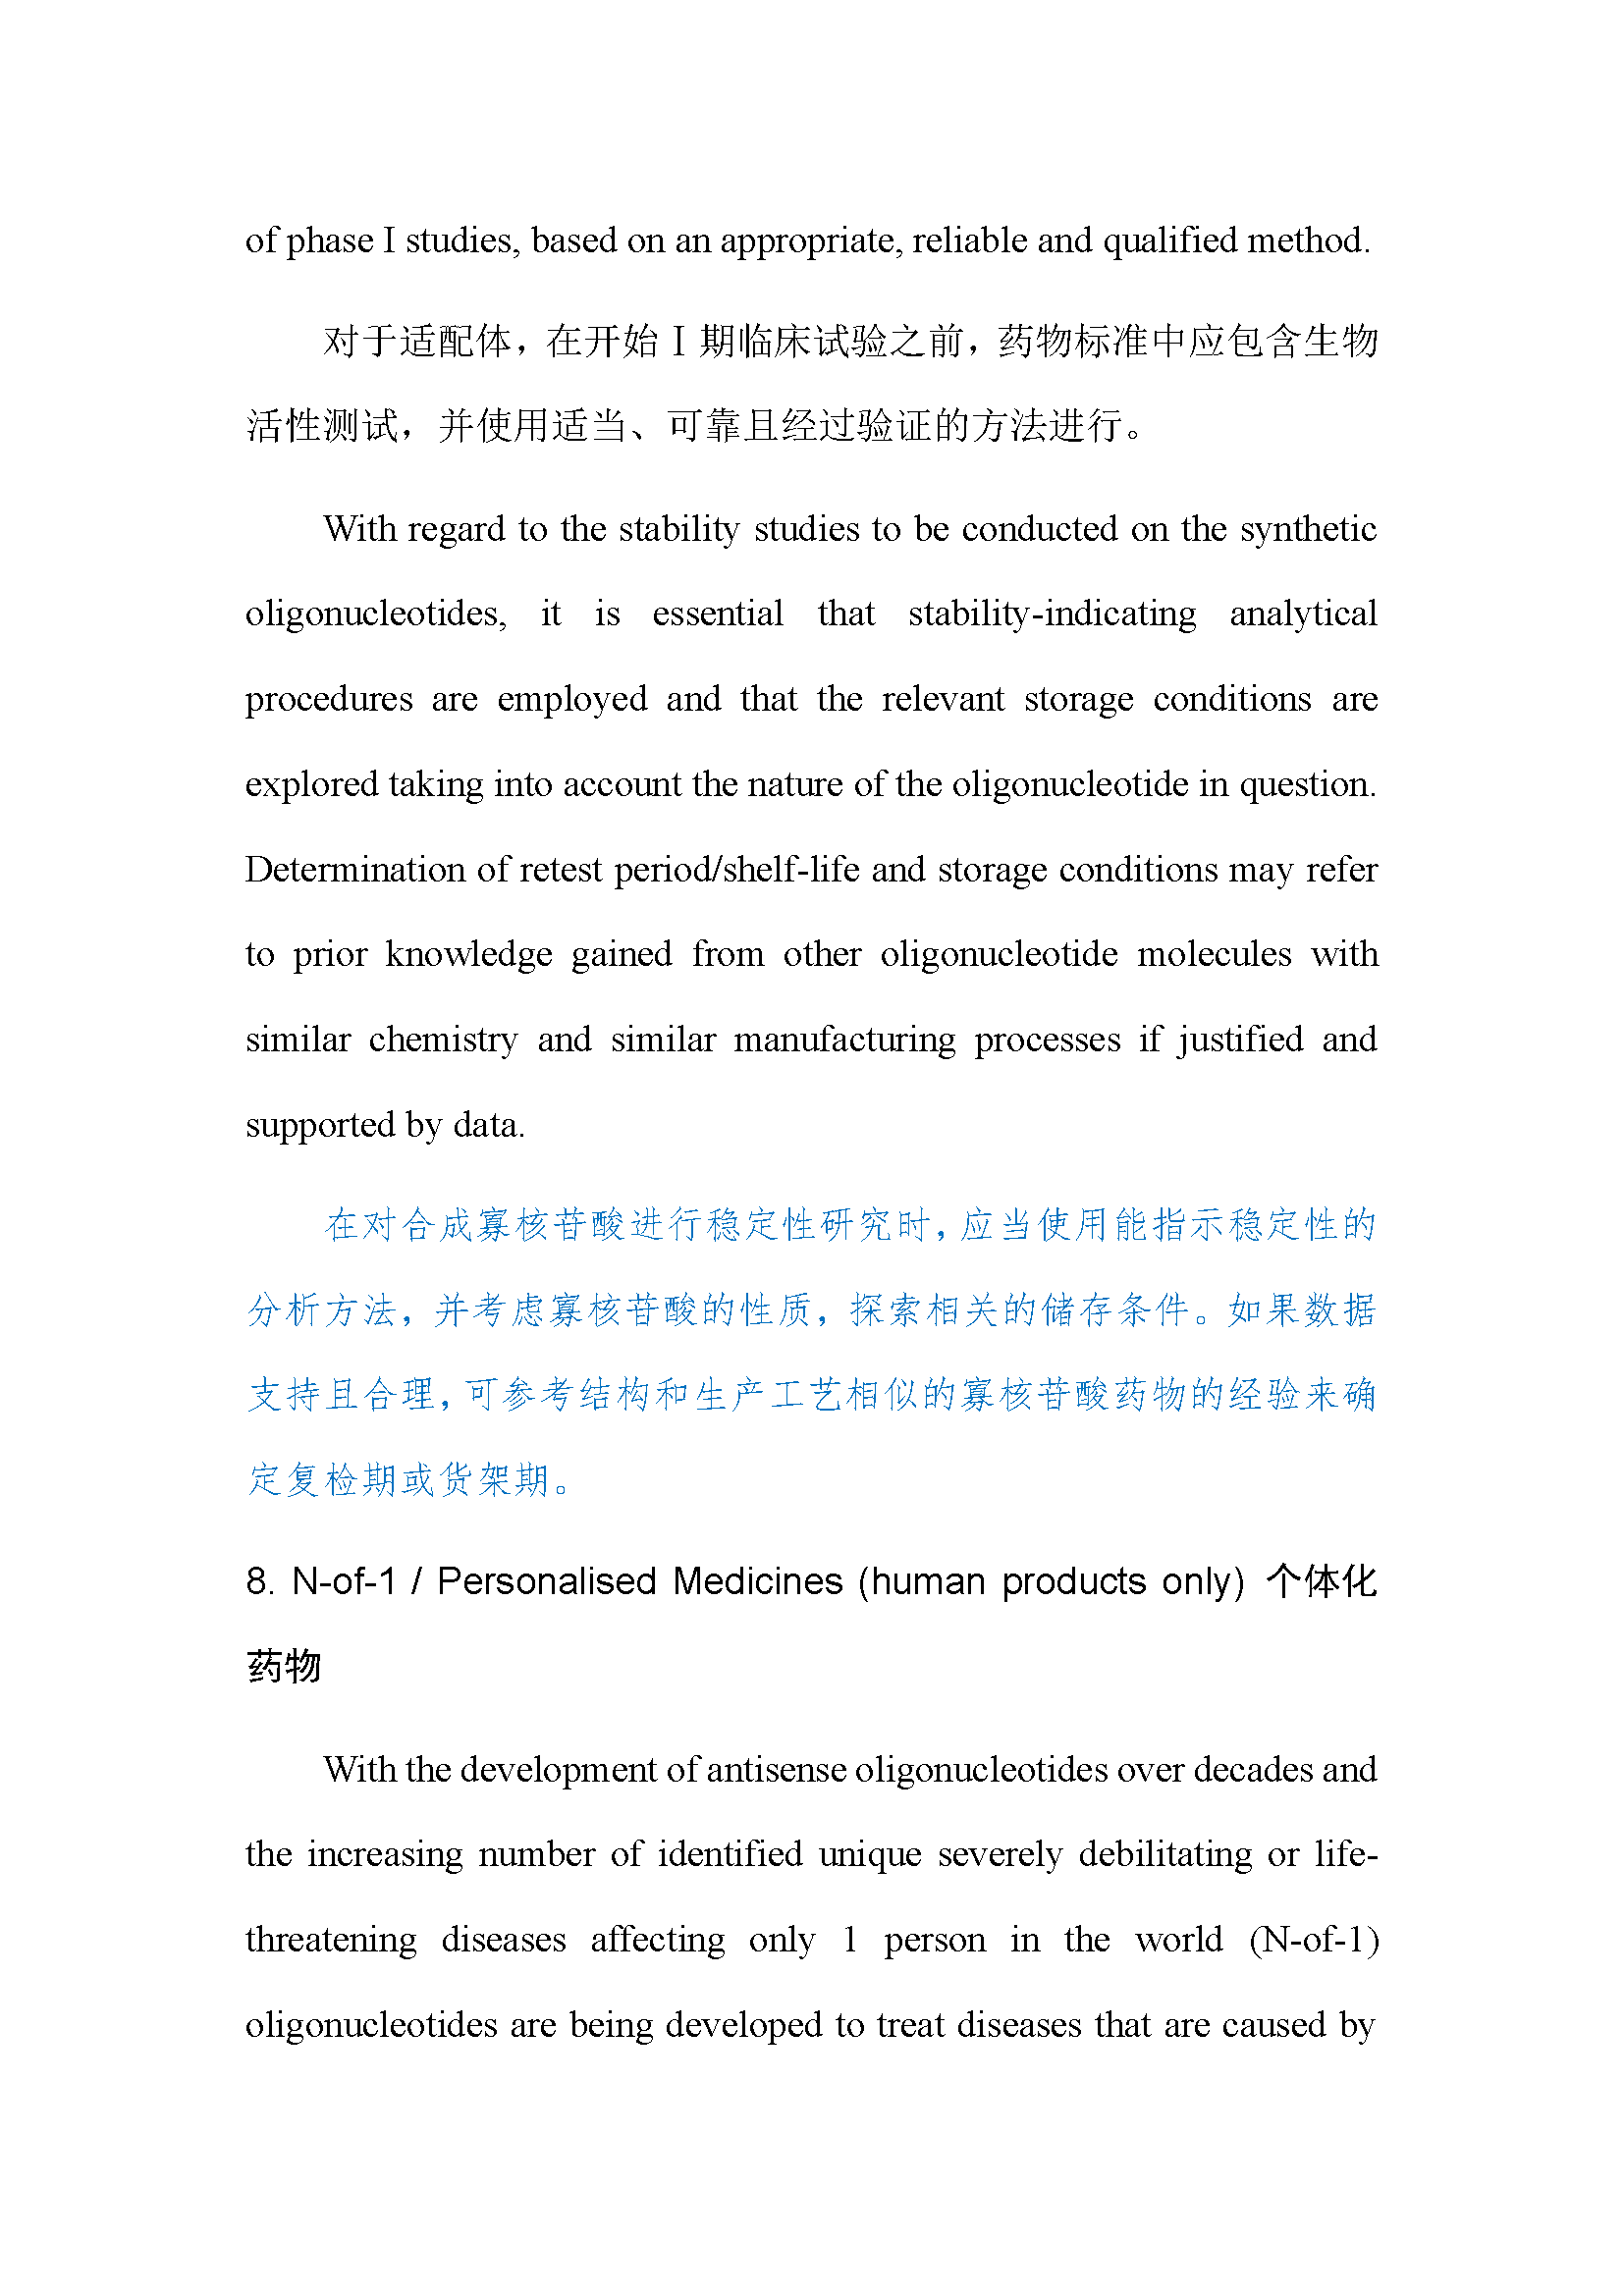 of phase I studies, based on an appropriate, reliable and qualified method.
对于适配体，在开始 I 期临床试验之前，药物标准中应包含生物
活性测试，并使用适当、可靠且经过验证的方法进行。
With regard to the stability studies to be conducted on the synthetic
oligonucleotides, it is essential that stability-indicating analytical
procedures are employed and that the relevant storage conditions are
explored taking into account the nature of the oligonucleotide in question.
Determination of retest period/shelf-life and storage conditions may refer
to prior knowledge gained from other oligonucleotide molecules with
similar chemistry and similar manufacturing processes if justified and
supported by data.
在对合成寡核苷酸进行稳定性研究时，应当使用能指示稳定性的
分析方法，并考虑寡核苷酸的性质，探索相关的储存条件。如果数据
支持且合理，可参考结构和生产工艺相似的寡核苷酸药物的经验来确
定复检期或货架期。
8. N-of-1 / Personalised Medicines (human products only) 个体化
药物
With the development of antisense oligonucleotides over decades and
the increasing number of identified unique severely debilitating or life-
threatening diseases affecting only 1 person in the world (N-of-1)
oligonucleotides are being developed to treat diseases that are caused by